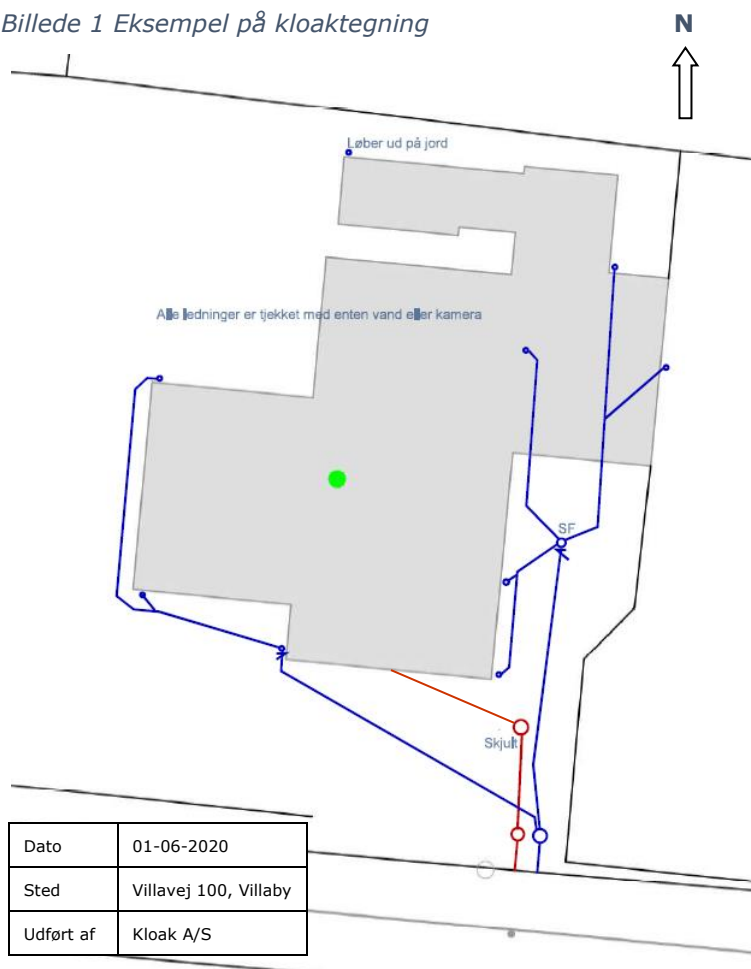 Billede 1 Eksempel på kloaktegning
N
Løber ud på jord
Alle ledninger er tjekket med enten vand eller kamera
SF
Skjult
Dato 01-06-2020
Sted Villavej 100, Villaby
Udført af Kloak A/S